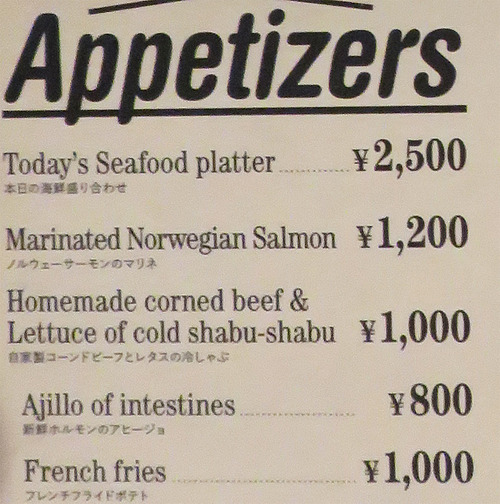 Appetizers
Today's Seafood platter ¥2,500
本日の海鮮盛り合わせ
Marinated Norwegian Salmon ¥1,200
ノルウェーサーモンのマリネ
Homemade corned beef &
Lettuce of cold shabu-shabu ¥1,000
自家製コーンドビーフとレタスの冷しゃぶ
Ajillo of intestines ¥800
新鮮ホルモンのアヒージョ
French fries ¥1,000
フレンチフライドポテト